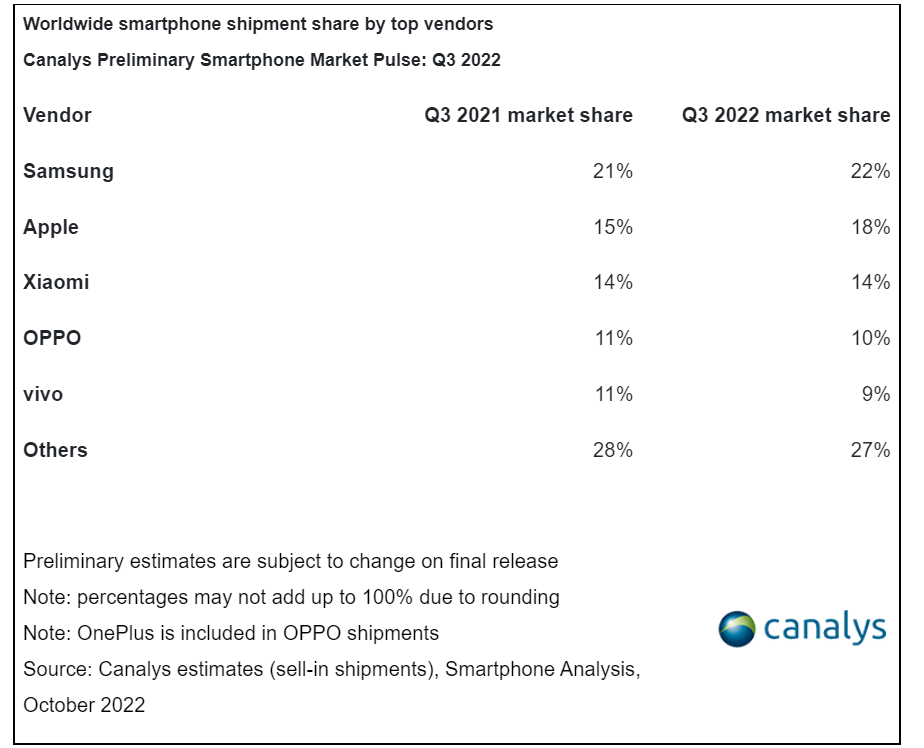 Worldwide smartphone shipment share by top vendors
Canalys Preliminary Smartphone Market Pulse: Q3 2022
Vendor Q3 2021 market share Q3 2022 market share
Samsung 21% 22%
Apple 15% 18%
Xiaomi 14% 14%
OPPO 11% 10%
vivo 11% 9%
Others 28% 27%
Preliminary estimates are subject to change on final release
Note: percentages may not add up to 100% due to rounding
Note: OnePlus is included in OPPO shipments
Source: Canalys estimates (sell-in shipments), Smartphone Analysis,
October 2022
canalys